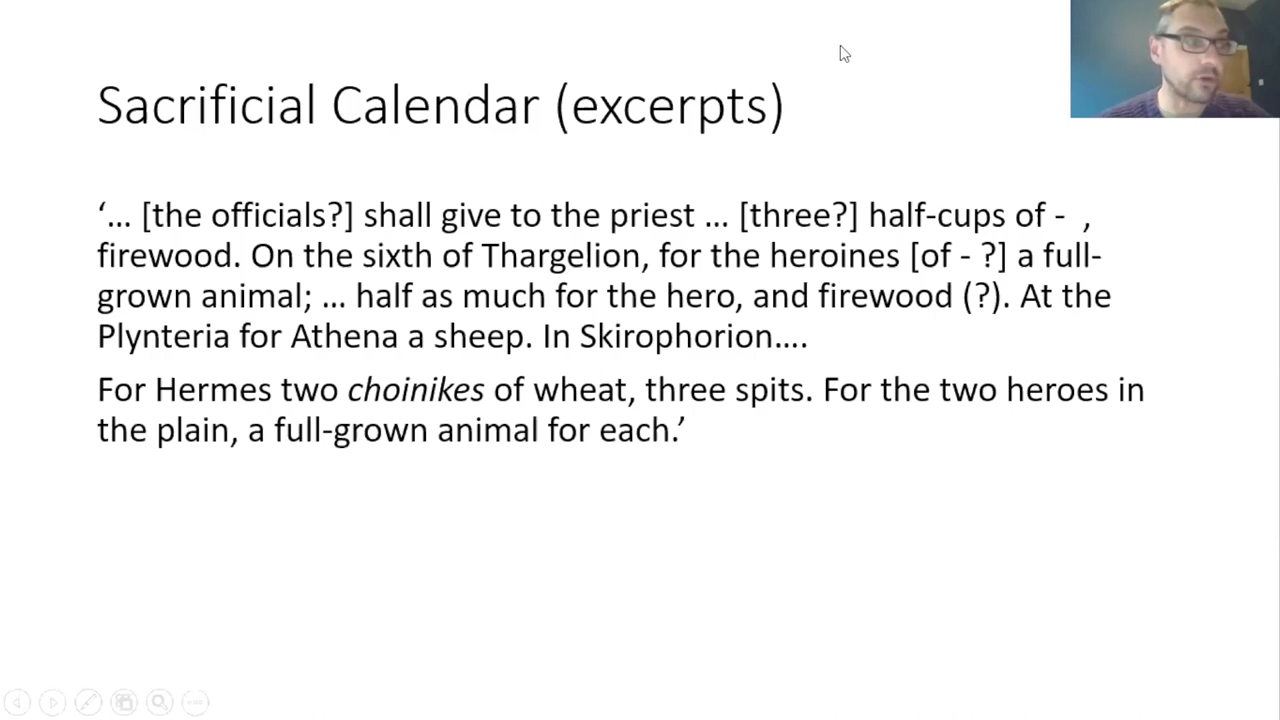 Sacrificial Calendar (excerpts)
‘… [the officials?] shall give to the priest … [three?] half-cups of - ,
firewood. On the sixth of Thargelion, for the heroines [of - ?] a full-
grown animal; … half as much for the hero, and firewood (?). At the
Plynteria for Athena a sheep. In Skirophorion….
For Hermes two choinikes of wheat, three spits. For the two heroes in
the plain, a full-grown animal for each.’